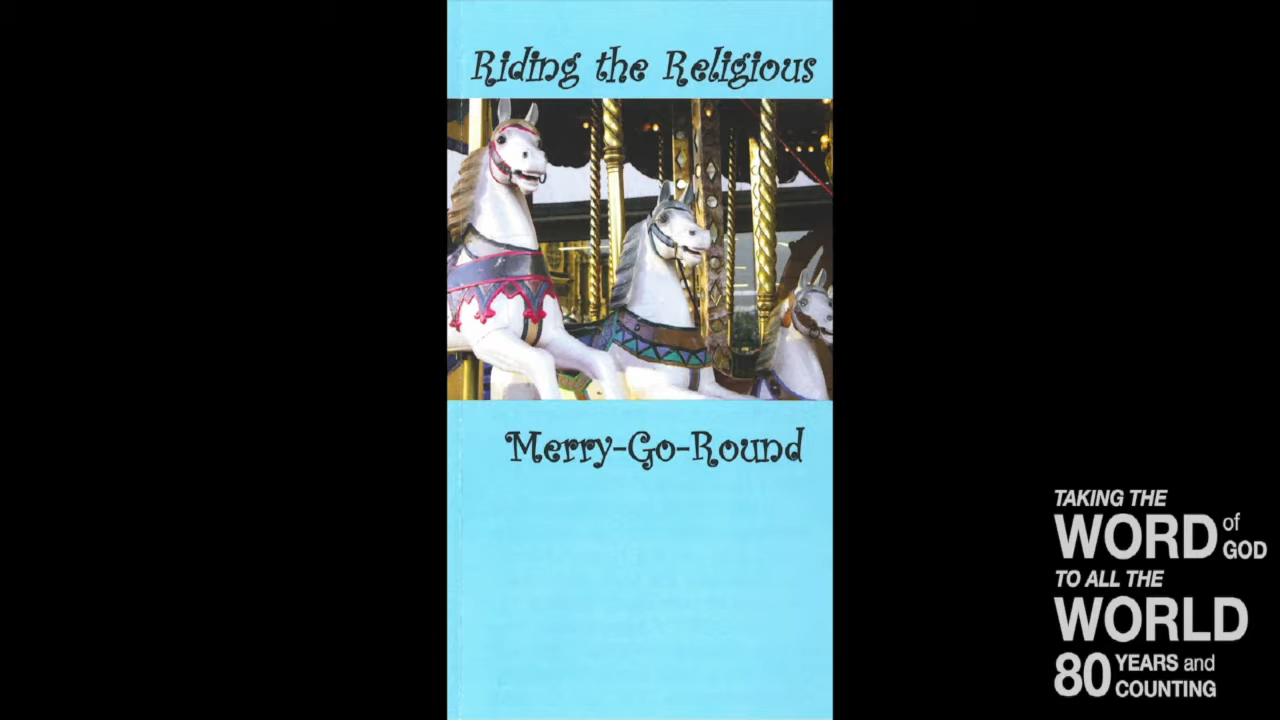 Riding the Religious
Merry-Go-Round
TAKING THE
WORD of GOD
TO ALL THE
WORLD
80 YEARS and
COUNTING